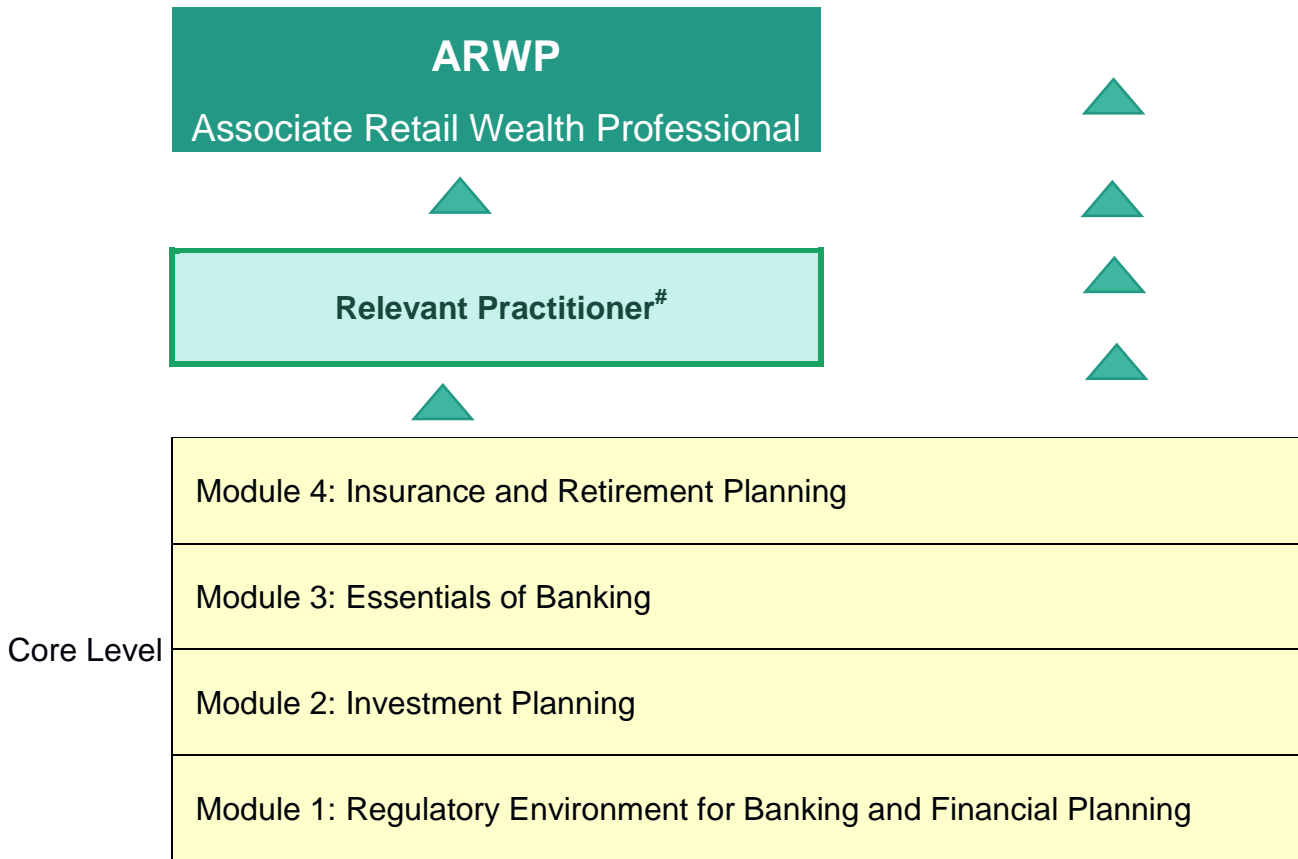 ARWP
Associate Retail Wealth Professional
Relevant Practitioner#
Module 4: Insurance and Retirement Planning
Module 3: Essentials of Banking
Core Level
Module 2: Investment Planning
Module 1: Regulatory Environment for Banking and Financial Planning